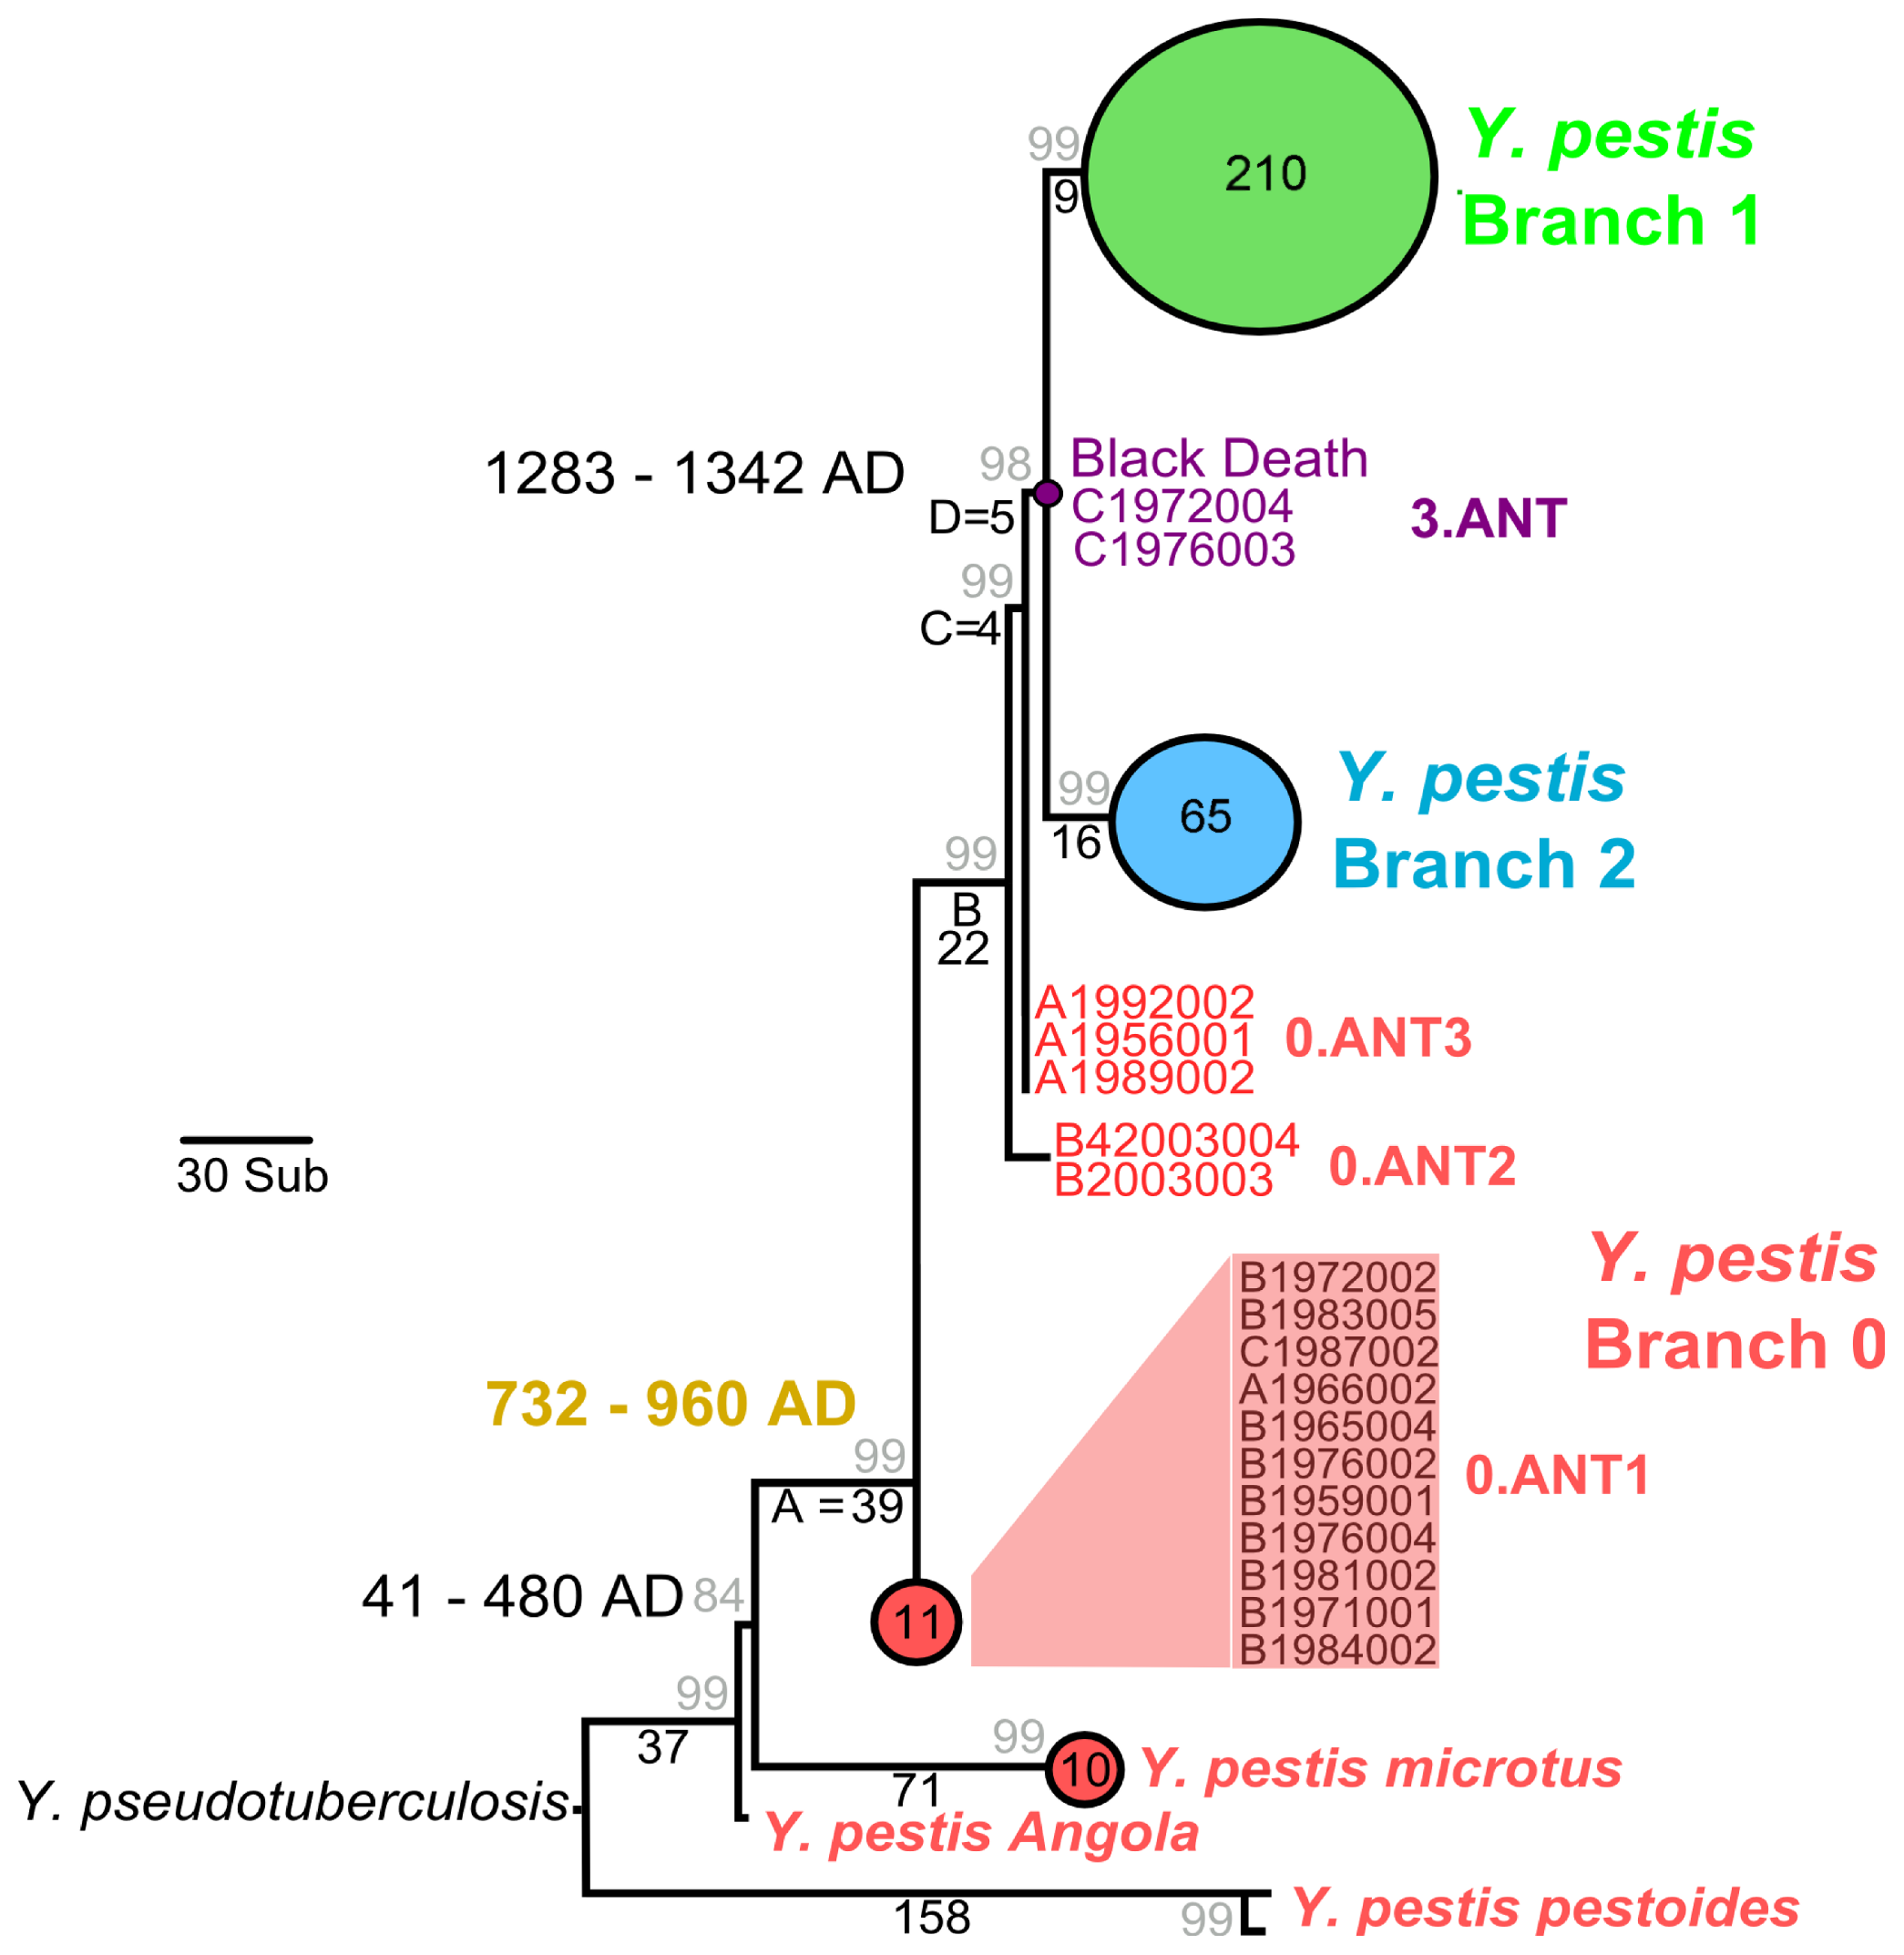 99
210
9
Y. pestis
Branch 1
1283 - 1342 AD
98
Black Death
C1972004
C1976003
3.ANT
D=5
99
C=4
99
65
16
Y. pestis
Branch 2
99
B
22
A1992002
A1956001
A1989002
0.ANT3
30 Sub
B42003004
B2003003
0.ANT2
Y. pestis
Branch 0
B1972002
B1983005
C1987002
A1966002
B1965004
B1976002
B1959001
B1976004
B1981002
B1971001
B1984002
0.ANT1
732 - 960 AD
99
A =39
41 - 480 AD
84
11
99
37
99
10
71
Y. pestis microtus
Y. pseudotuberculosis
Y. pestis Angola
158
99
Y. pestis pestoides